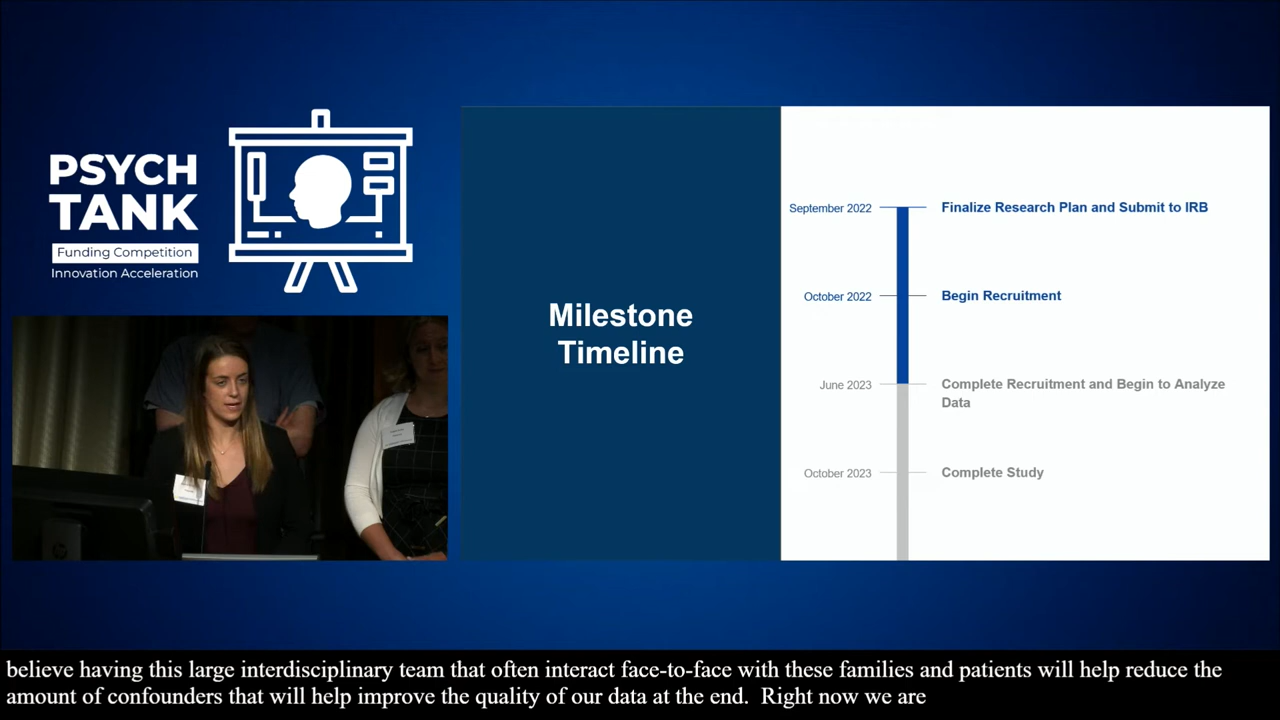 PSYCH
TANK
Funding Competition
Innovation Acceleration
Milestone
Timeline
September 2022
Finalize Research Plan and Submit to IRB
October 2022
Begin Recruitment
June 2023
Complete Recruitment and Begin to Analyze
Data
October 2023
Complete Study
believe having this large interdisciplinary team that often interact face-to-face with these families and patients will help reduce the
amount of confounders that will help improve the quality of our data at the end.  Right now we are